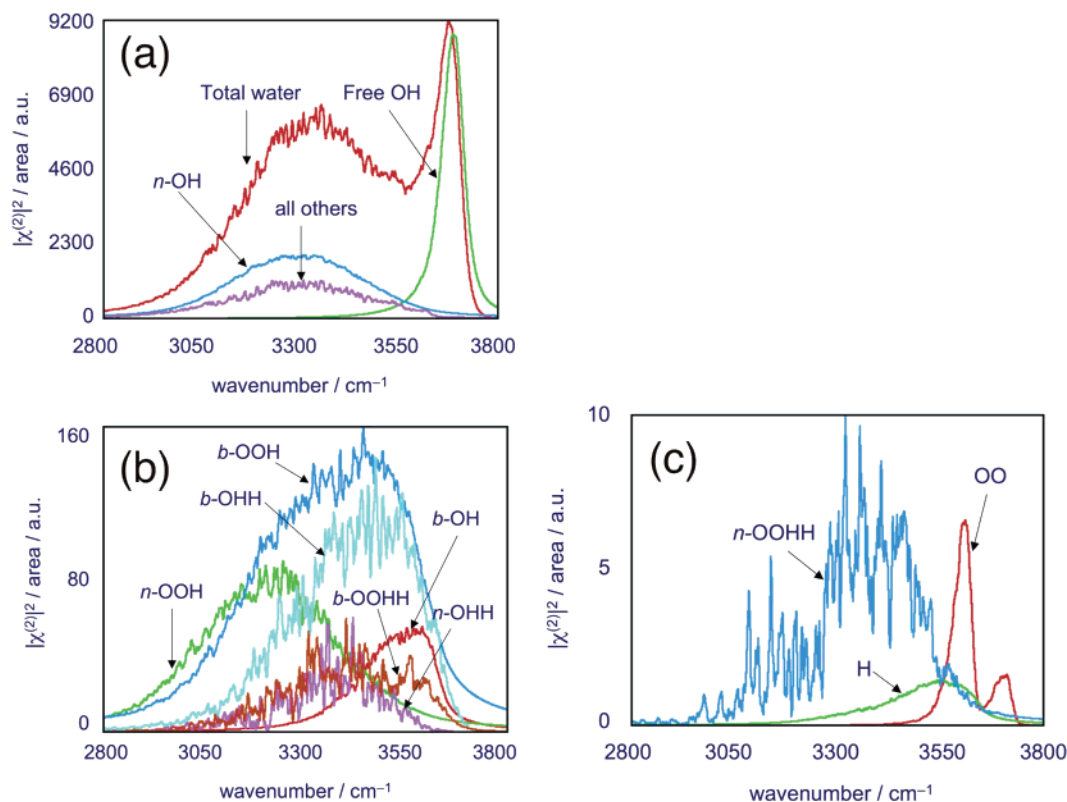 (a)
9200
6900
4600
2300
0
|χ(2)|² / area / a.u.
Total water
Free OH
n-OH
all others
2800 3050 3300 3550 3800
wavenumber / cm⁻¹
(b)
160
80
0
|χ(2)|² / area / a.u.
b-OOH
b-OHH
b-OH
n-OOH
b-OOHH
n-OHH
2800 3050 3300 3550 3800
wavenumber / cm⁻¹
(c)
10
5
0
|χ(2)|² / area / a.u.
OO
n-OOHH
H
2800 3050 3300 3550 3800
wavenumber / cm⁻¹